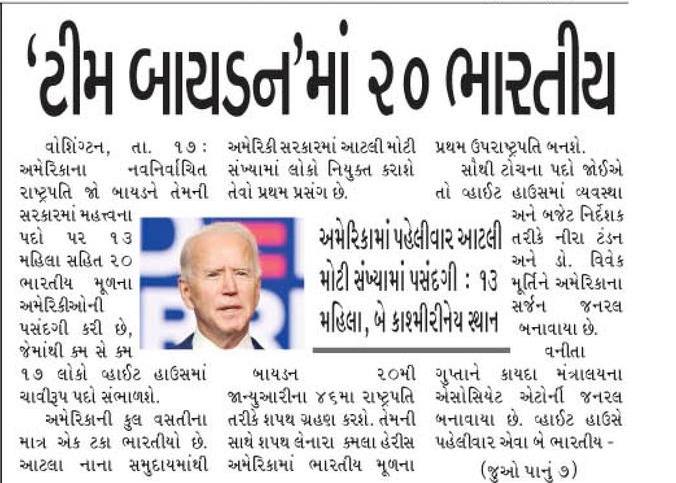 ‘ટીમ બાયડન’માં ૨૦ ભારતીય
વોશિંગ્ટન, તા. ૧૭ :
અમેરિકાના નવનિર્વાચિત
રાષ્ટ્રપતિ જો બાયડને તેમની
સરકારમાં મહત્વના
પદો પર ૧૩
મહિલા સહિત ૨૦
ભારતીય મૂળના
અમેરિકીઓની
પસંદગી કરી છે,
જેમાંથી કમ સે કમ
૧૭ લોકો વ્હાઈટ હાઉસમાં
ચાવીરૂપ પદો સંભાળશે.
અમેરિકાની કુલ વસતીના
માત્ર એક ટકા ભારતીયો છે.
આટલા નાના સમુદાયમાંથી
અમેરિકી સરકારમાં આટલી મોટી
સંખ્યામાં લોકો નિયુક્ત કરાશે
તેવો પ્રથમ પ્રસંગ છે.
અમેરિકામાં પહેલીવાર આટલી
મોટી સંખ્યામાં પસંદગી : ૧૩
મહિલા, બે કાશ્મીરીનેય સ્થાન
બાયડન ૨૦મી
જાન્યુઆરીના ૪૬મા રાષ્ટ્રપતિ
તરીકે શપથ ગ્રહણ કરશે. તેમની
સાથે શપથ લેનારા કમલા હેરીસ
અમેરિકામાં ભારતીય મૂળના
પ્રથમ ઉપરાષ્ટ્રપતિ બનશે.
સૌથી ટોચના પદો જોઈએ
તો વ્હાઈટ હાઉસમાં વ્યવસ્થા
અને બજેટ નિર્દેશક
તરીકે નીરા ટંડન
અને ડો. વિવેક
મૂર્તિને અમેરિકાના
સર્જન જનરલ
બનાવાયા છે.
વનીતા
ગુપ્તાને કાયદા મંત્રાલયના
એસોસિયેટ એટોર્ની જનરલ
બનાવાયા છે. વ્હાઈટ હાઉસે
પહેલીવાર એવા બે ભારતીય -
(જુઓ પાનું ૭)